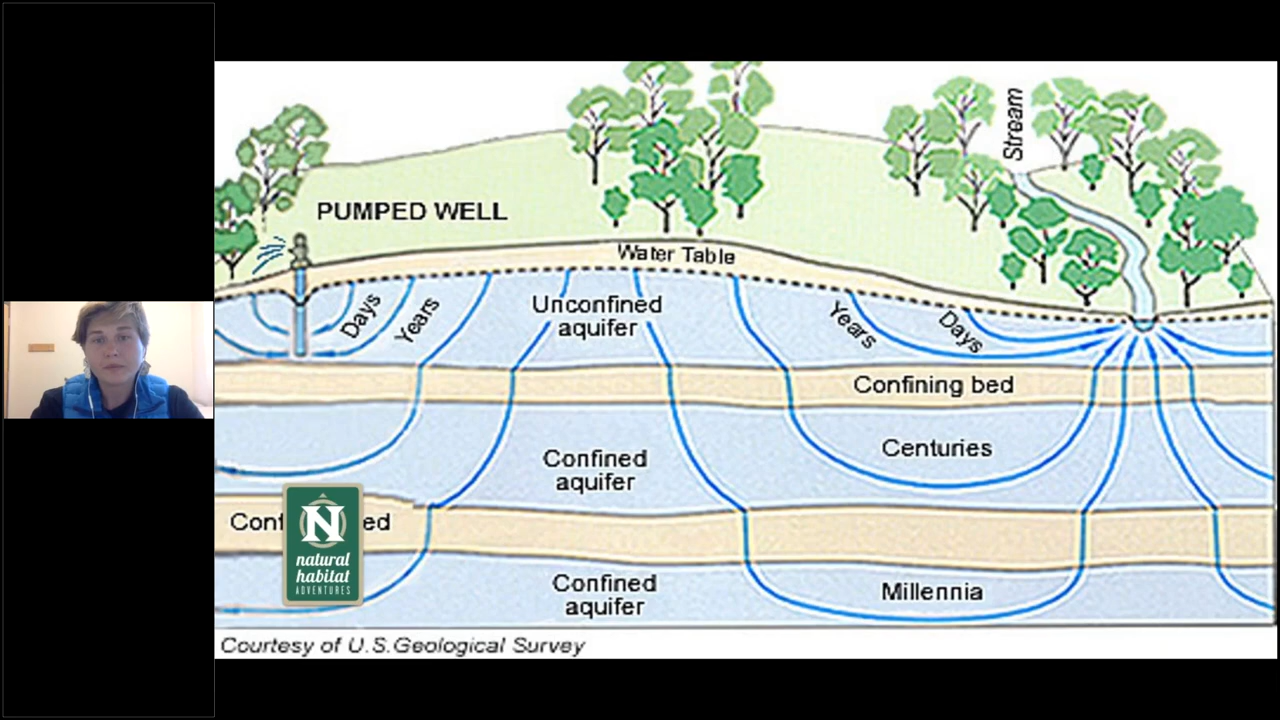 Stream
PUMPED WELL
Water Table
Days
Years
Unconfined
aquifer
Years
Days
Confining bed
Centuries
Confined
aquifer
Conf ed
N
natural
habitat
ADVENTURES
Confined
aquifer
Millennia
Courtesy of U.S.Geological Survey